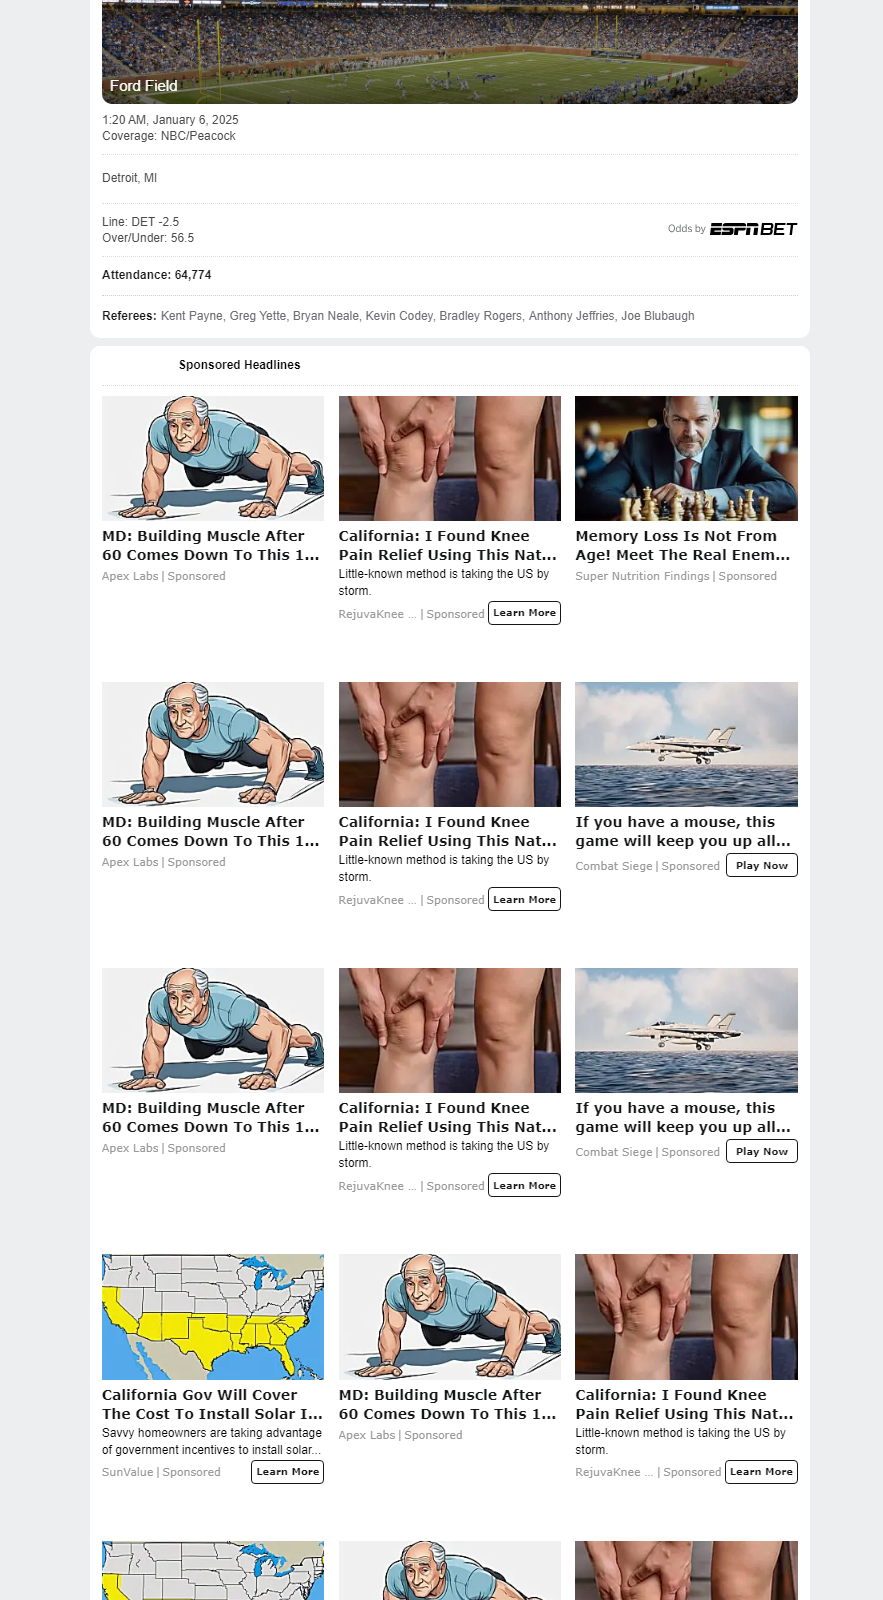 Ford Field
1:20 AM, January 6, 2025
Coverage: NBC/Peacock
Detroit, MI
Line: DET -2.5
Over/Under: 56.5
Odds by ESPN BET
Attendance: 64,774
Referees: Kent Payne, Greg Yette, Bryan Neale, Kevin Codey, Bradley Rogers, Anthony Jeffries, Joe Blubaugh
Sponsored Headlines
MD: Building Muscle After
60 Comes Down To This 1...
Apex Labs | Sponsored
California: I Found Knee
Pain Relief Using This Nat...
Little-known method is taking the US by
storm.
RejuvaKnee ... | Sponsored
Learn More
Memory Loss Is Not From
Age! Meet The Real Enem...
Super Nutrition Findings | Sponsored
MD: Building Muscle After
60 Comes Down To This 1...
Apex Labs | Sponsored
California: I Found Knee
Pain Relief Using This Nat...
Little-known method is taking the US by
storm.
RejuvaKnee ... | Sponsored
Learn More
If you have a mouse, this
game will keep you up all...
Combat Siege | Sponsored
Play Now
MD: Building Muscle After
60 Comes Down To This 1...
Apex Labs | Sponsored
California: I Found Knee
Pain Relief Using This Nat...
Little-known method is taking the US by
storm.
RejuvaKnee ... | Sponsored
Learn More
If you have a mouse, this
game will keep you up all...
Combat Siege | Sponsored
Play Now
California Gov Will Cover
The Cost To Install Solar I...
Savvy homeowners are taking advantage
of government incentives to install solar...
SunValue | Sponsored
Learn More
MD: Building Muscle After
60 Comes Down To This 1...
Apex Labs | Sponsored
California: I Found Knee
Pain Relief Using This Nat...
Little-known method is taking the US by
storm.
RejuvaKnee ... | Sponsored
Learn More